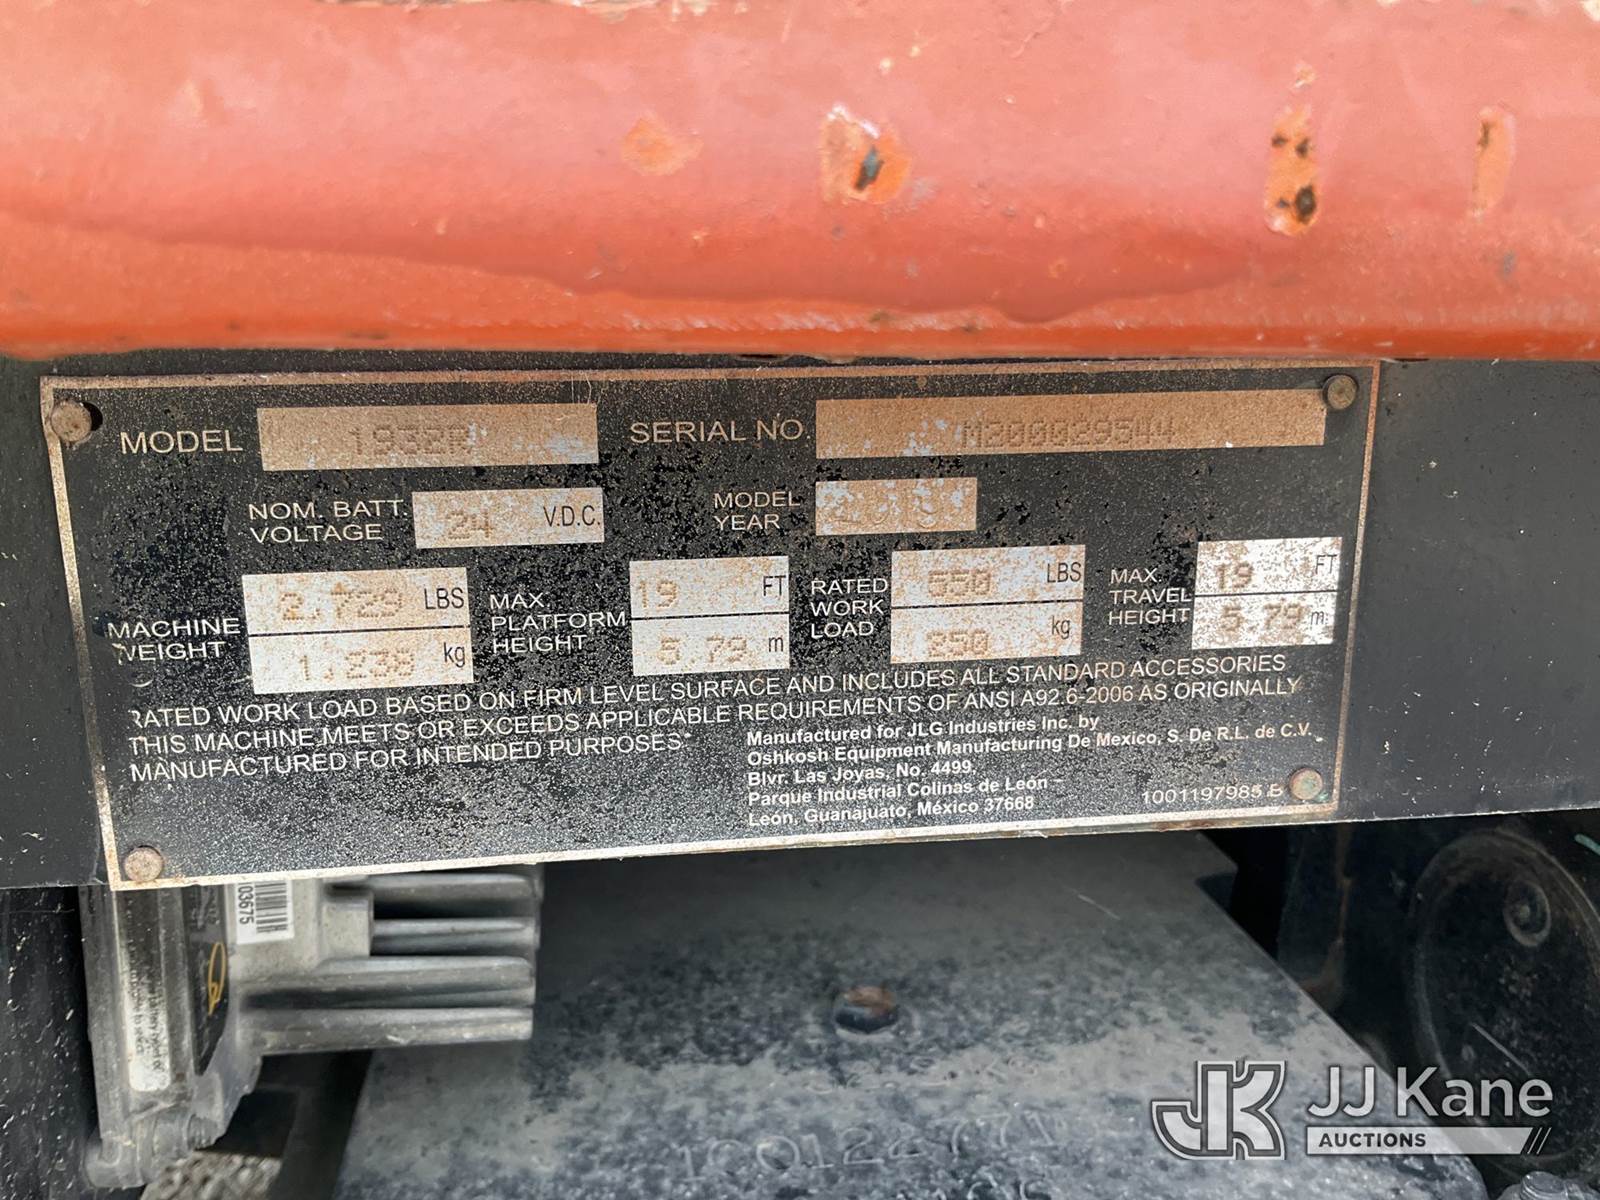 MODEL 1932R SERIAL NO. M200029544
NOM. BATT. VOLTAGE 24 V.D.C. MODEL YEAR
MACHINE WEIGHT 2,729 LBS 1,238 kg
MAX. PLATFORM HEIGHT 19 FT 5.79 m
RATED WORK LOAD 550 LBS 250 kg
MAX. TRAVEL HEIGHT 19 FT 5.79 m
RATED WORK LOAD BASED ON FIRM LEVEL SURFACE AND INCLUDES ALL STANDARD ACCESSORIES
THIS MACHINE MEETS OR EXCEEDS APPLICABLE REQUIREMENTS OF ANSI A92.6-2006 AS ORIGINALLY
MANUFACTURED FOR INTENDED PURPOSES
Manufactured for JLG Industries Inc. by
Oshkosh Equipment Manufacturing De Mexico, S. De R.L. de C.V.
Blvr. Las Joyas, No. 4499,
Parque Industrial Colinas de León
León, Guanajuato, México 37668
1001197985 B
03675
JK JJ Kane
AUCTIONS